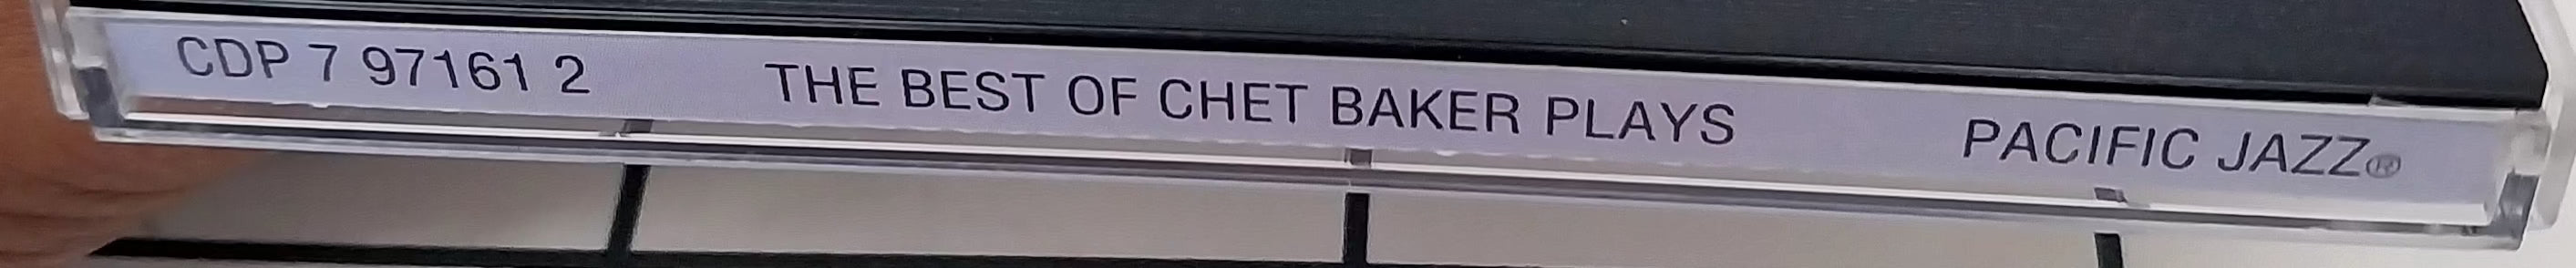 CDP 7 97161 2 THE BEST OF CHET BAKER PLAYS PACIFIC JAZZ®